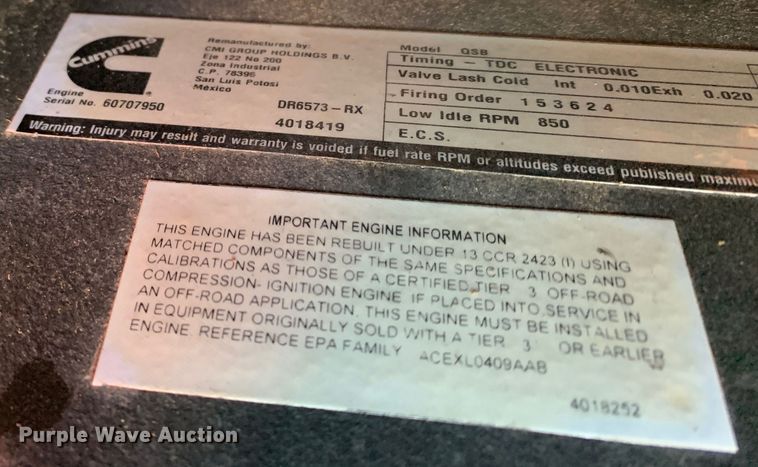 Cummins
Engine
Serial No. 60707950
Remanufactured by:
CMI GROUP HOLDINGS B.V.
Eje 122 No 200
Zona Industrial
C.P. 78395
San Luis Potosi
México
DR6573-RX
4018419
Model QSB
Timing - TDC ELECTRONIC
Valve Lash Cold Int 0.010 Exh 0.020
Firing Order 1 5 3 6 2 4
Low Idle RPM 850
E.C.S.
Warning: Injury may result and warranty is voided if fuel rate RPM or altitudes exceed published maximu
IMPORTANT ENGINE INFORMATION
THIS ENGINE HAS BEEN REBUILT UNDER 13 CCR 2423 (l) USING
MATCHED COMPONENTS OF THE SAME SPECIFICATIONS AND
CALIBRATIONS AS THOSE OF A CERTIFIED TIER 3 OFF-ROAD
COMPRESSION- IGNITION ENGINE. IF PLACED INTO SERVICE IN
AN OFF-ROAD APPLICATION, THIS ENGINE MUST BE INSTALLED
IN EQUIPMENT ORIGINALLY SOLD WITH A TIER 3 OR EARLIER
ENGINE. REFERENCE EPA FAMILY ACEXL0409AAB
4018252
Purple Wave Auction